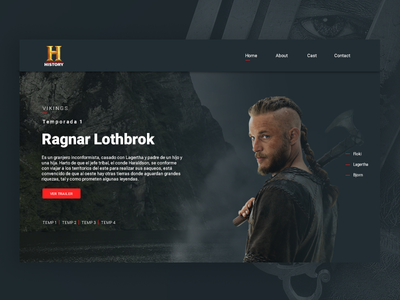 H
HISTORY
Home
About
Cast
Contact
VIKINGS
Temporada 1
Ragnar Lothbrok
Es un granjero inconformista, casado con Lagertha y padre de un hijo y
una hija. Harto de que el jefe tribal, el conde Haraldson, se conforme
con viajar a los territorios del este para realizar sus saqueos, esté
convencido de que al oeste hay otras tierras donde aguardan grandes
riquezas, tal y como prometen algunas leyendas.
VER TRAILER
TEMP 1
TEMP 2
TEMP 3
TEMP 4
Floki
Lagertha
Bjorn